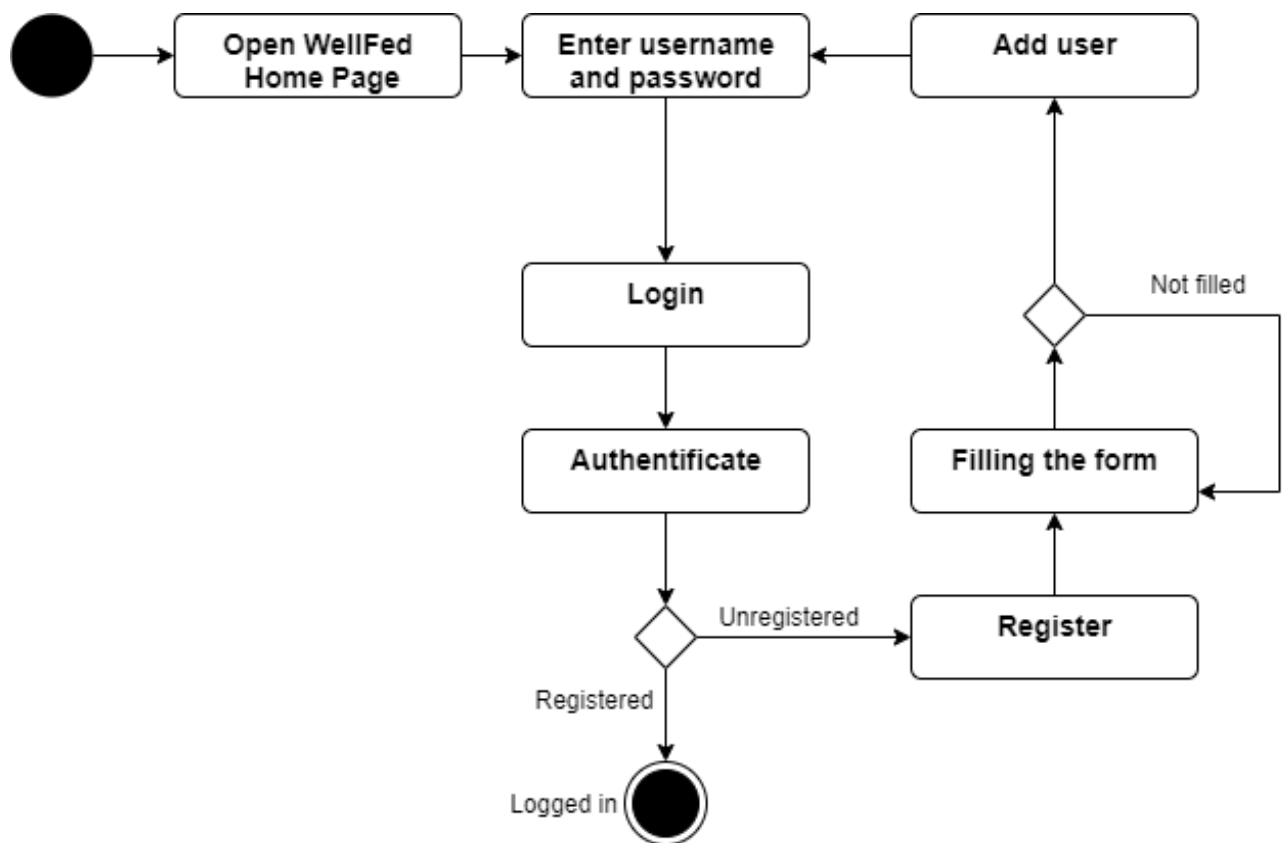 Open WellFed
Home Page
Enter username
and password
Add user
Login
Not filled
Authentificate
Filling the form
Unregistered
Register
Registered
Logged in